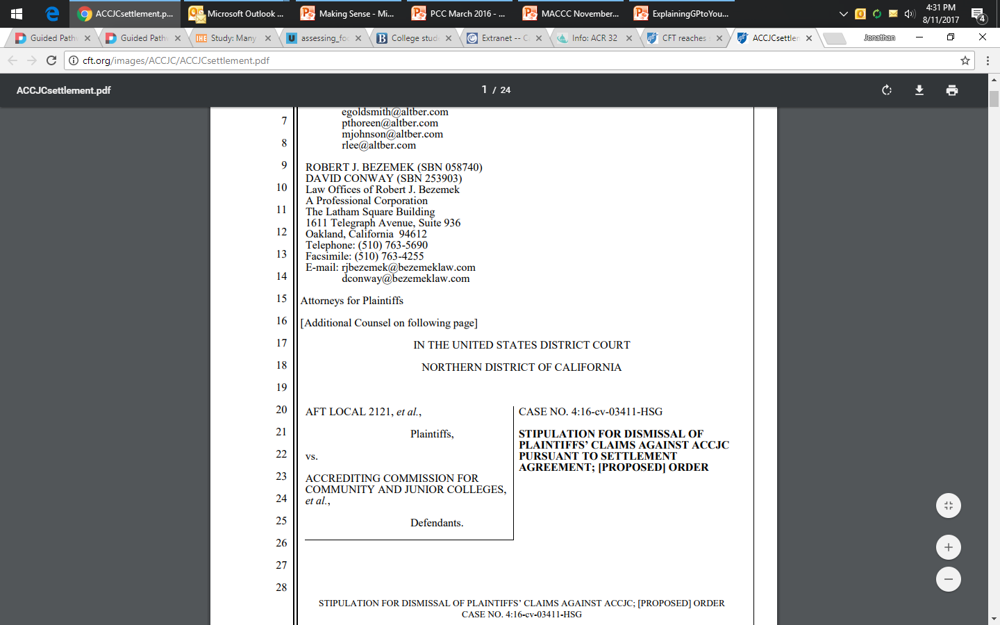 ACCJCsettlement.p...
Microsoft Outlook ...
Making Sense - Mi...
PCC March 2016 - ...
MACCC November...
ExplainingGPtoYou...
4:31 PM
8/11/2017
4
Guided Path
Guided Path
THE Study: Many
U assessing_fo
B College stud
Extranet -- C
Info: ACR 32
CFT reaches
ACCJCsettlem
Jonathan
cft.org/images/ACCJC/ACCJCsettlement.pdf
ACCJCsettlement.pdf
1 / 24
egoldsmith@altber.com
7 pthoreen@altber.com
mjohnson@altber.com
8 rlee@altber.com
9 ROBERT J. BEZEMEK (SBN 058740)
DAVID CONWAY (SBN 253903)
10 Law Offices of Robert J. Bezemek
A Professional Corporation
11 The Latham Square Building
1611 Telegraph Avenue, Suite 936
12 Oakland, California 94612
Telephone: (510) 763-5690
13 Facsimile: (510) 763-4255
E-mail: rjbezemek@bezemeklaw.com
14 dconway@bezemeklaw.com
15 Attorneys for Plaintiffs
16 [Additional Counsel on following page]
17 IN THE UNITED STATES DISTRICT COURT
18 NORTHERN DISTRICT OF CALIFORNIA
19
20 AFT LOCAL 2121, et al.,
21 Plaintiffs,
22 vs.
23 ACCREDITING COMMISSION FOR
COMMUNITY AND JUNIOR COLLEGES,
24 et al.,
25 Defendants.
26
CASE NO. 4:16-cv-03411-HSG
STIPULATION FOR DISMISSAL OF
PLAINTIFFS' CLAIMS AGAINST ACCJC
PURSUANT TO SETTLEMENT
AGREEMENT; [PROPOSED] ORDER
27
28
STIPULATION FOR DISMISSAL OF PLAINTIFFS' CLAIMS AGAINST ACCJC; [PROPOSED] ORDER
CASE NO. 4:16-cv-03411-HSG